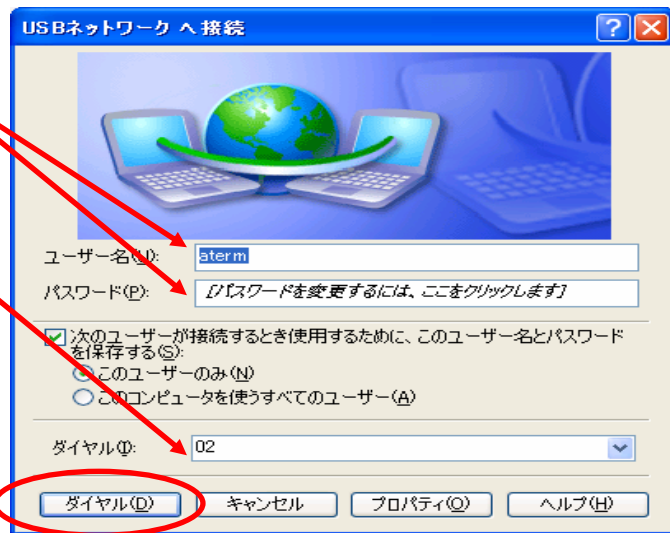 USBネットワーク へ接続
ユーザー名(U):
aterm
パスワード(P):
[パスワードを変更するには、ここをクリックします]
次のユーザーが接続するとき使用するために、このユーザー名とパスワード
を保存する(S):
このユーザーのみ(N)
このコンピュータを使うすべてのユーザー(A)
ダイヤル(I):
02
ダイヤル(D)
キャンセル
プロパティ(O)
ヘルプ(H)